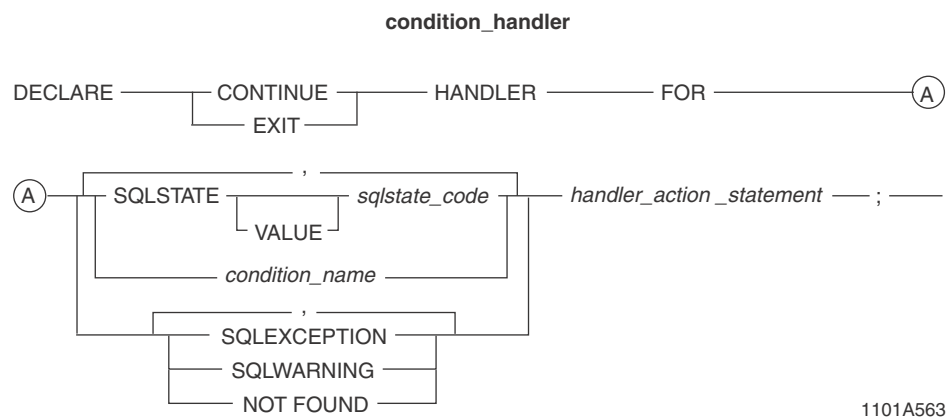 condition_handler
DECLARE CONTINUE HANDLER FOR A
EXIT
,
A SQLSTATE sqlstate_code handler_action _statement ;
VALUE
condition_name
,
SQLEXCEPTION
SQLWARNING
NOT FOUND
1101A563